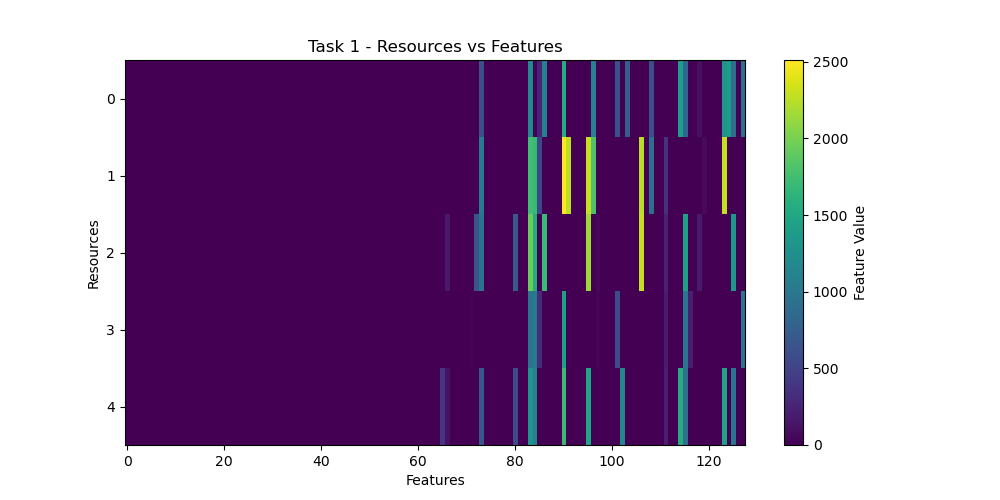 Task 1 - Resources vs Features
Resources
0
1
2
3
4
0 20 40 60 80 100 120
Features
2500
2000
1500
1000
500
0
Feature Value